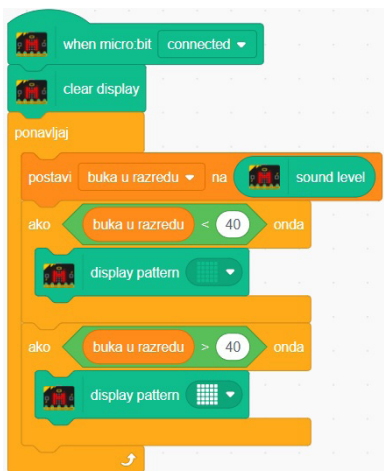 when micro:bit connected
clear display
ponavljaj
postavi buka u razredu na sound level
ako buka u razredu < 40 onda
display pattern
ako buka u razredu > 40 onda
display pattern